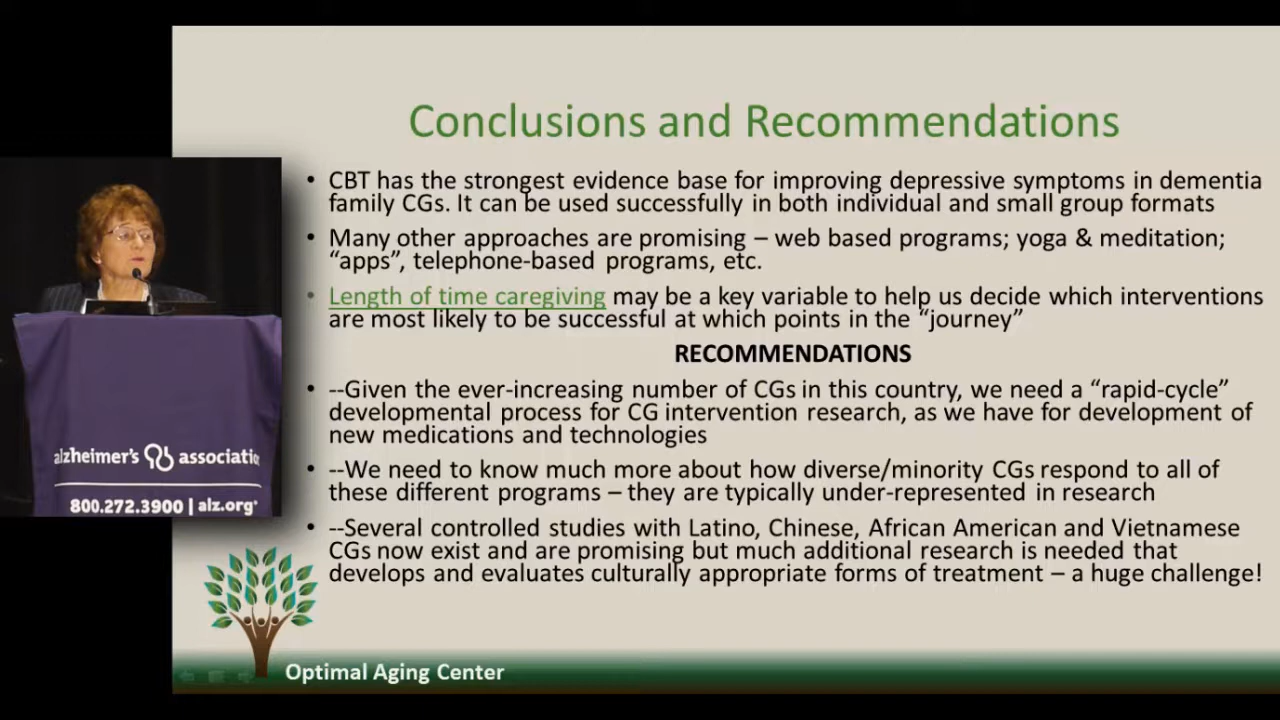 Conclusions and Recommendations
• CBT has the strongest evidence base for improving depressive symptoms in dementia
family CGs. It can be used successfully in both individual and small group formats
• Many other approaches are promising – web based programs; yoga & meditation;
“apps”, telephone-based programs, etc.
• Length of time caregiving may be a key variable to help us decide which interventions
are most likely to be successful at which points in the “journey”
RECOMMENDATIONS
• --Given the ever-increasing number of CGs in this country, we need a “rapid-cycle”
developmental process for CG intervention research, as we have for development of
new medications and technologies
• --We need to know much more about how diverse/minority CGs respond to all of
these different programs – they are typically under-represented in research
• --Several controlled studies with Latino, Chinese, African American and Vietnamese
CGs now exist and are promising but much additional research is needed that
develops and evaluates culturally appropriate forms of treatment – a huge challenge!
alzheimer's associatio
800.272.3900 | alz.org®
Optimal Aging Center